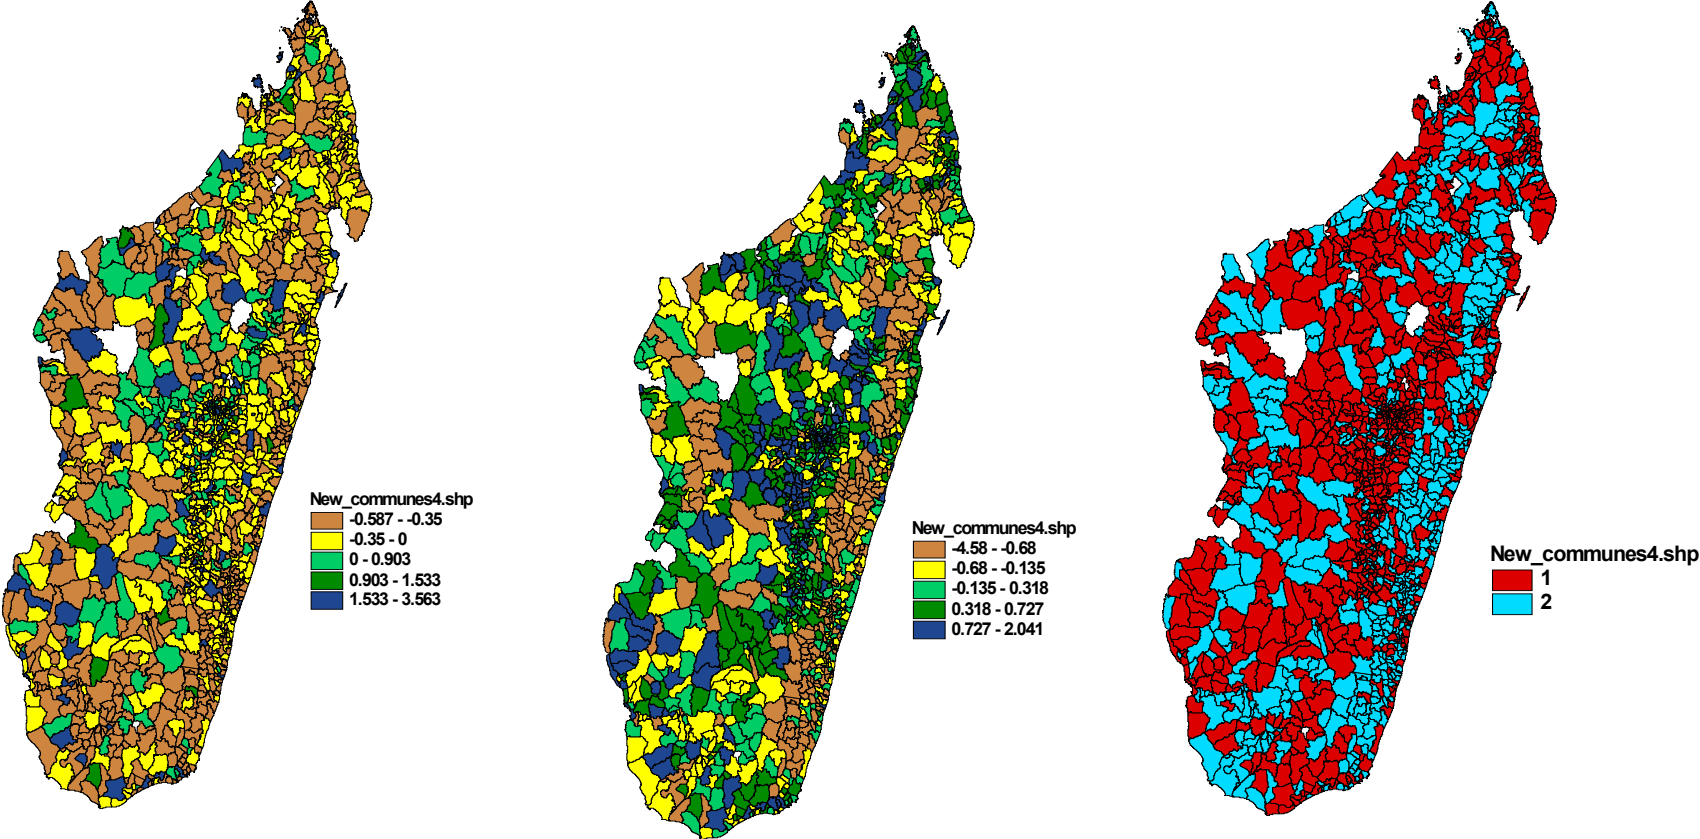 New_communes4.shp
-0.587 - -0.35
-0.35 - 0
0 - 0.903
0.903 - 1.533
1.533 - 3.563
New_communes4.shp
-4.58 - -0.68
-0.68 - -0.135
-0.135 - 0.318
0.318 - 0.727
0.727 - 2.041
New_communes4.shp
1
2